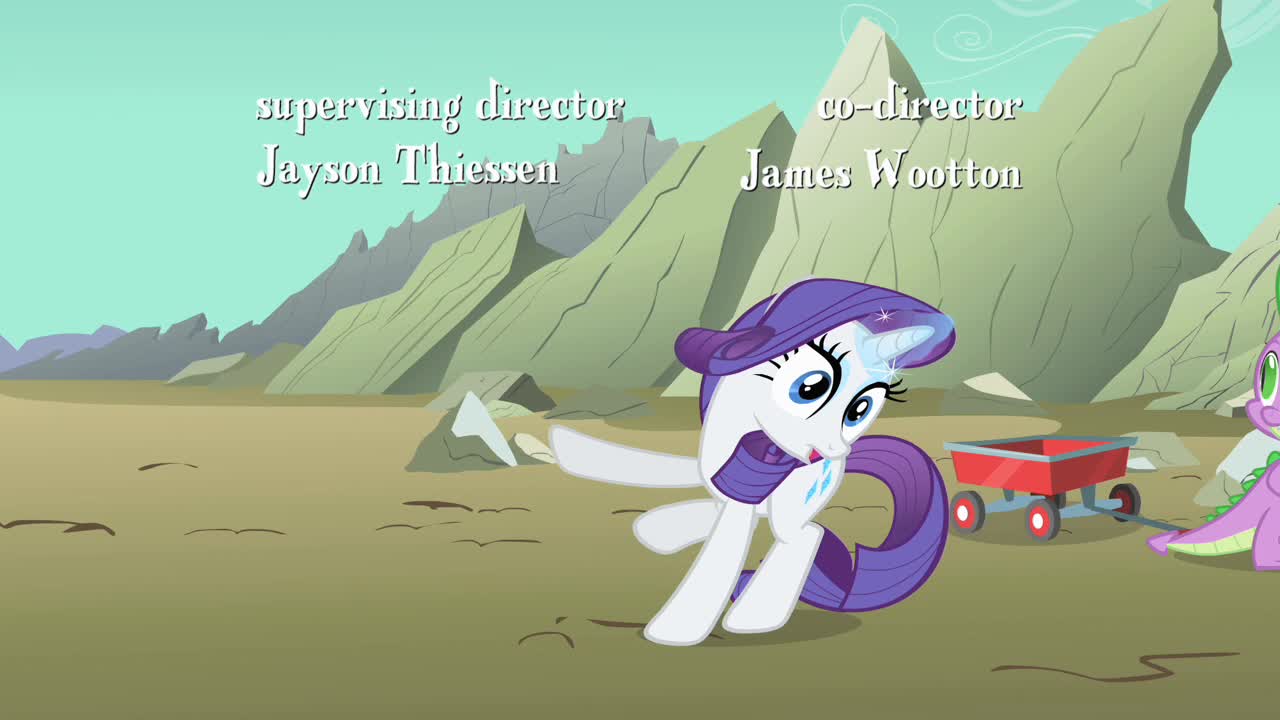 supervising director
Jayson Thiessen
co-director
James Wootton